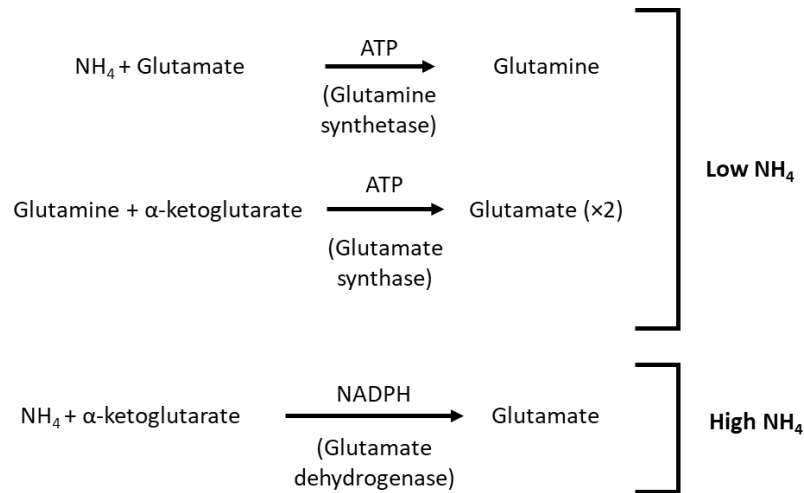 ATP
NH₄ + Glutamate
Glutamine
(Glutamine
synthetase)
Low NH₄
ATP
Glutamine + α-ketoglutarate
Glutamate (×2)
(Glutamate
synthase)
NADPH
NH₄ + α-ketoglutarate
Glutamate
High NH₄
(Glutamate
dehydrogenase)